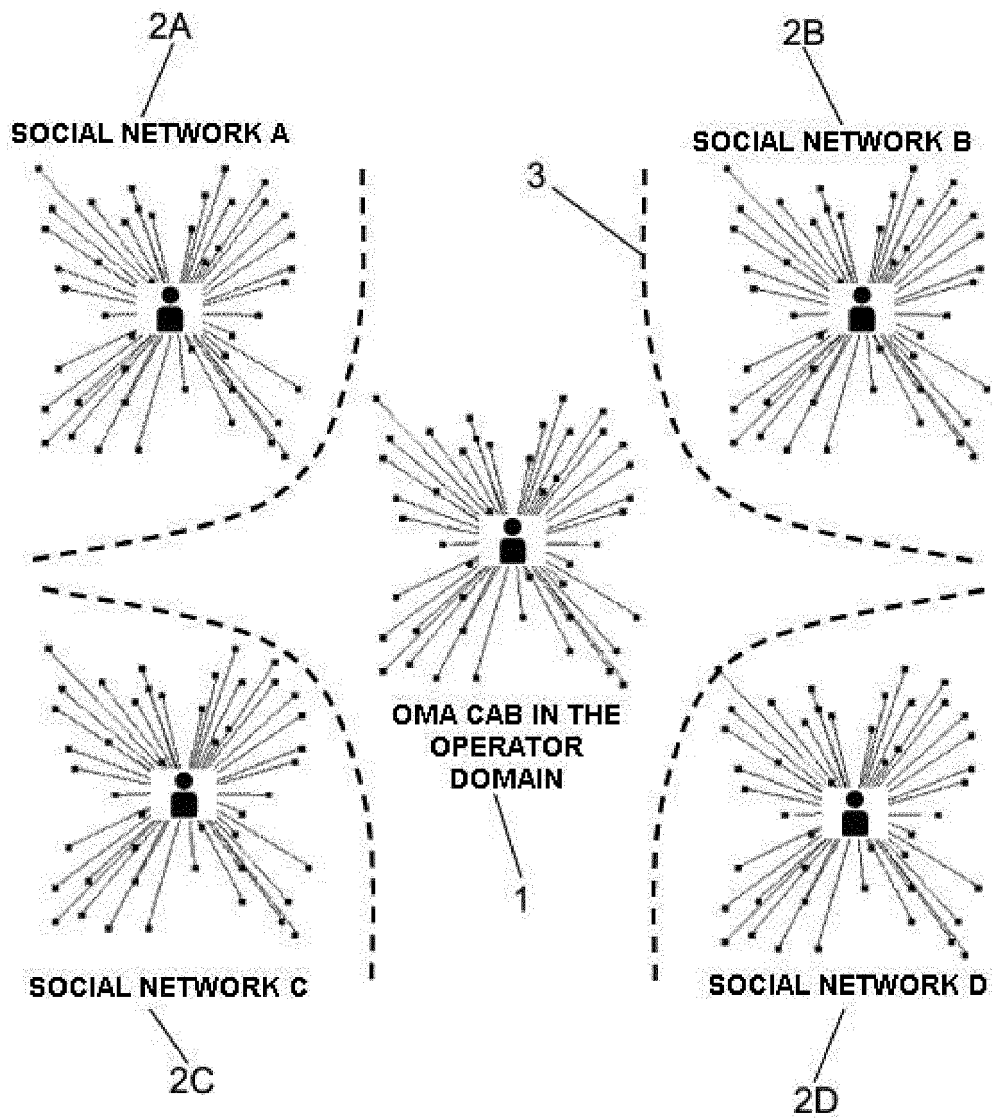 2A
2B
SOCIAL NETWORK A
SOCIAL NETWORK B
3
OMA CAB IN THE
OPERATOR
DOMAIN
1
SOCIAL NETWORK C
SOCIAL NETWORK D
2C
2D